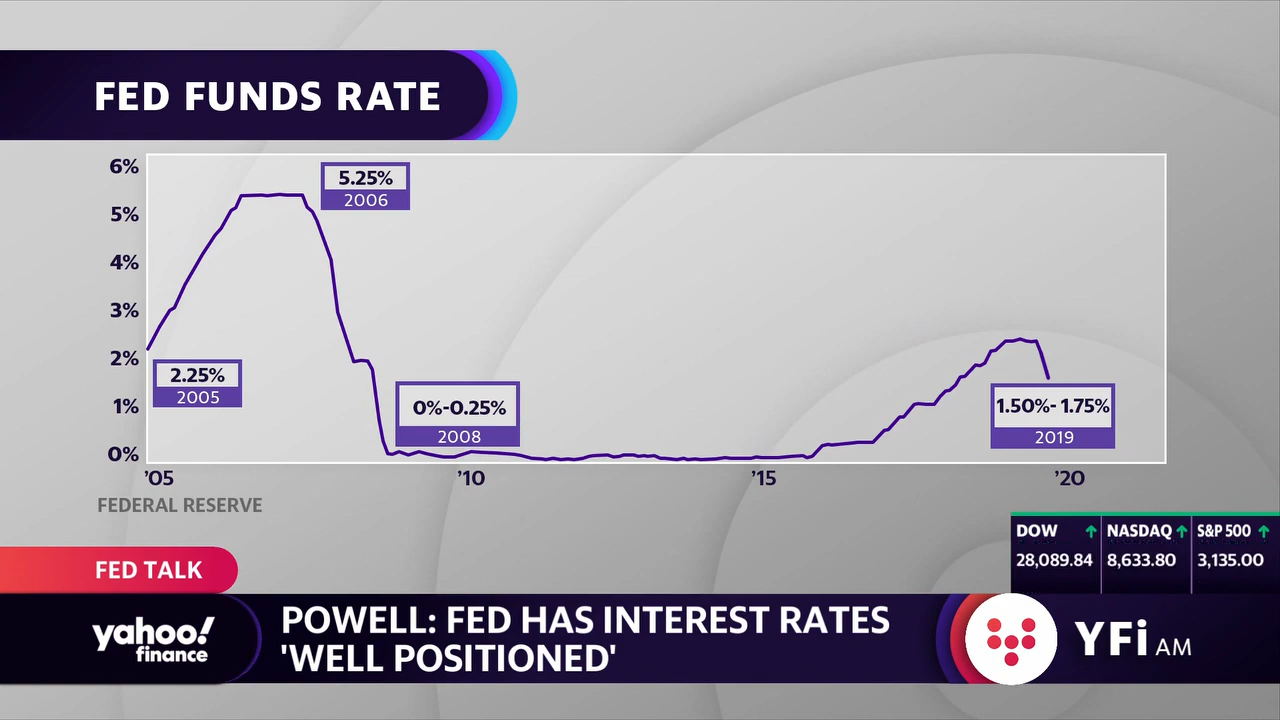 FED FUNDS RATE
6%
5%
4%
3%
2%
1%
0%
5.25%
2006
2.25%
2005
0%-0.25%
2008
1.50%- 1.75%
2019
’05
’10
’15
’20
FEDERAL RESERVE
DOW
28,089.84
NASDAQ
8,633.80
S&P 500
3,135.00
FED TALK
yahoo!
finance
POWELL: FED HAS INTEREST RATES
'WELL POSITIONED'
YFi AM